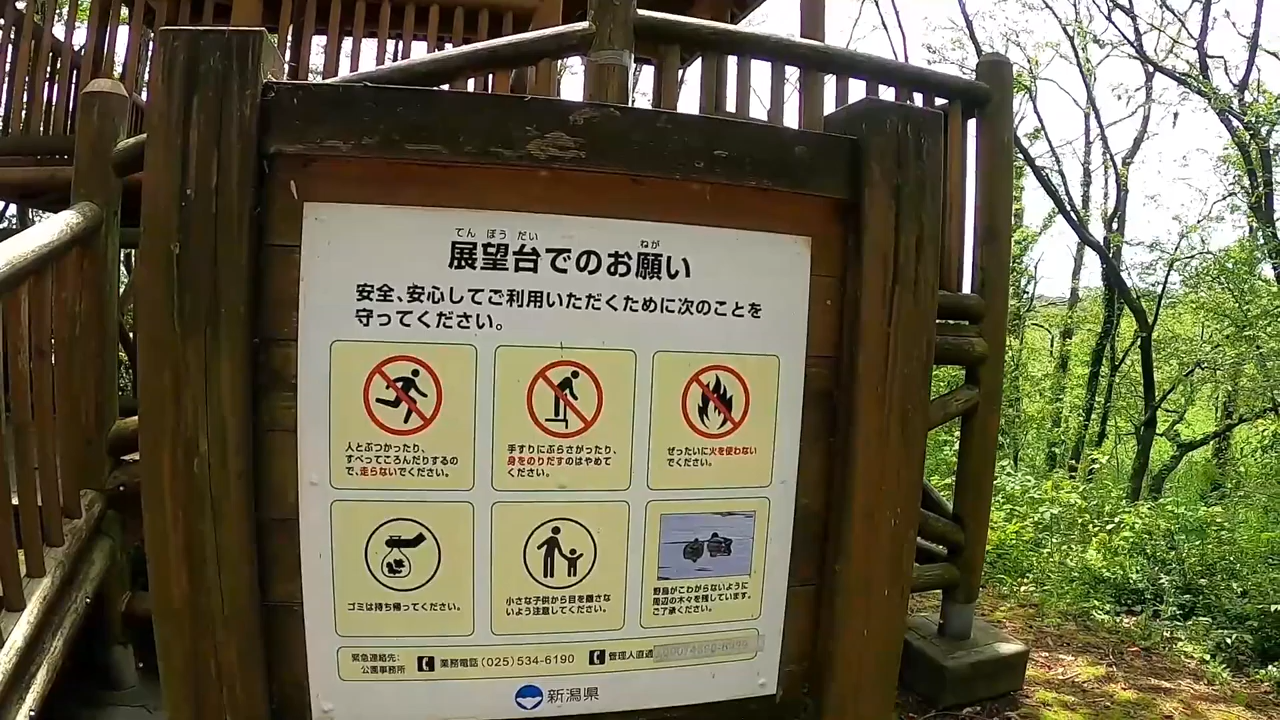 てん ぼう だい ねが
展望台でのお願い
安全、安心してご利用いただくために次のことを
守ってください。
人とぶつかったり、
すべってころんだりするの
で、走らないでください。
手すりにぶらさがったり、
身をのりだすのはやめて
ください。
ぜったいに火を使わない
でください。
ゴミは持ち帰ってください。
小さな子供から目を離さな
いよう注意してください。
野鳥がこわがらないように
周辺の木々を残しています。
ご了承ください。
緊急連絡先:
公園事務所
業務電話(025)534-6190
管理人直通
新潟県